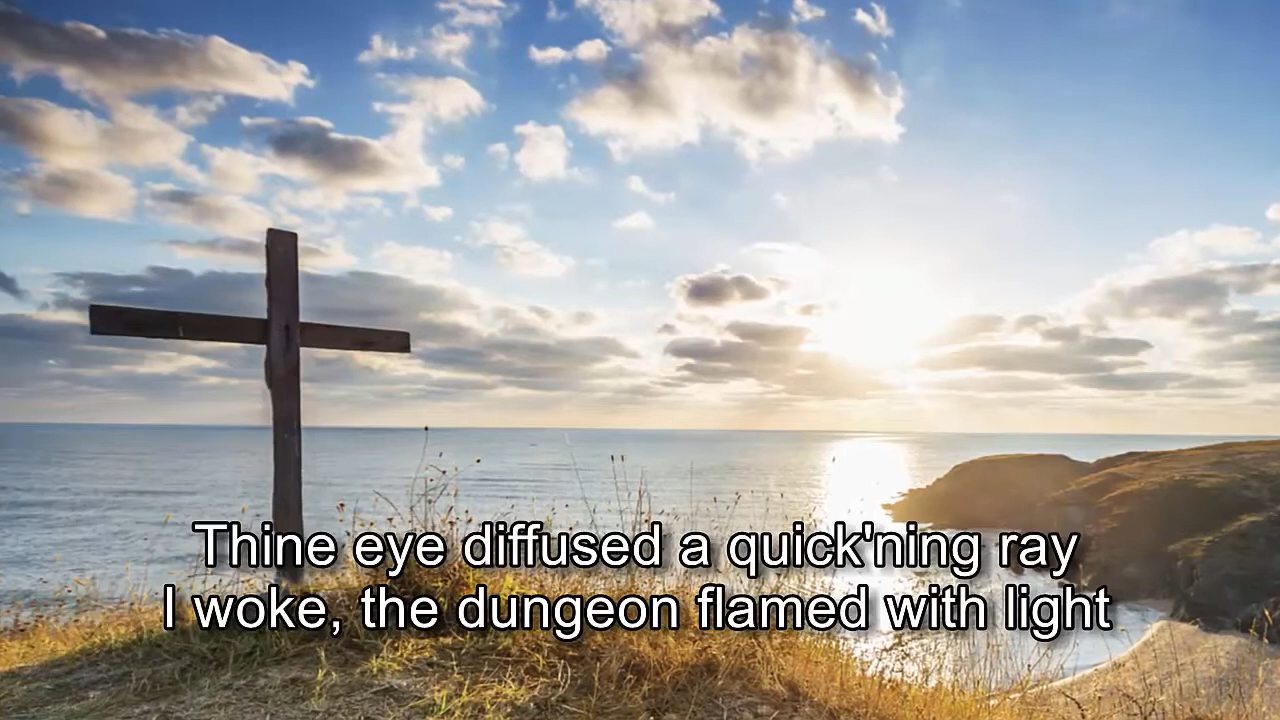 Thine eye diffused a quick'ning ray
I woke, the dungeon flamed with light